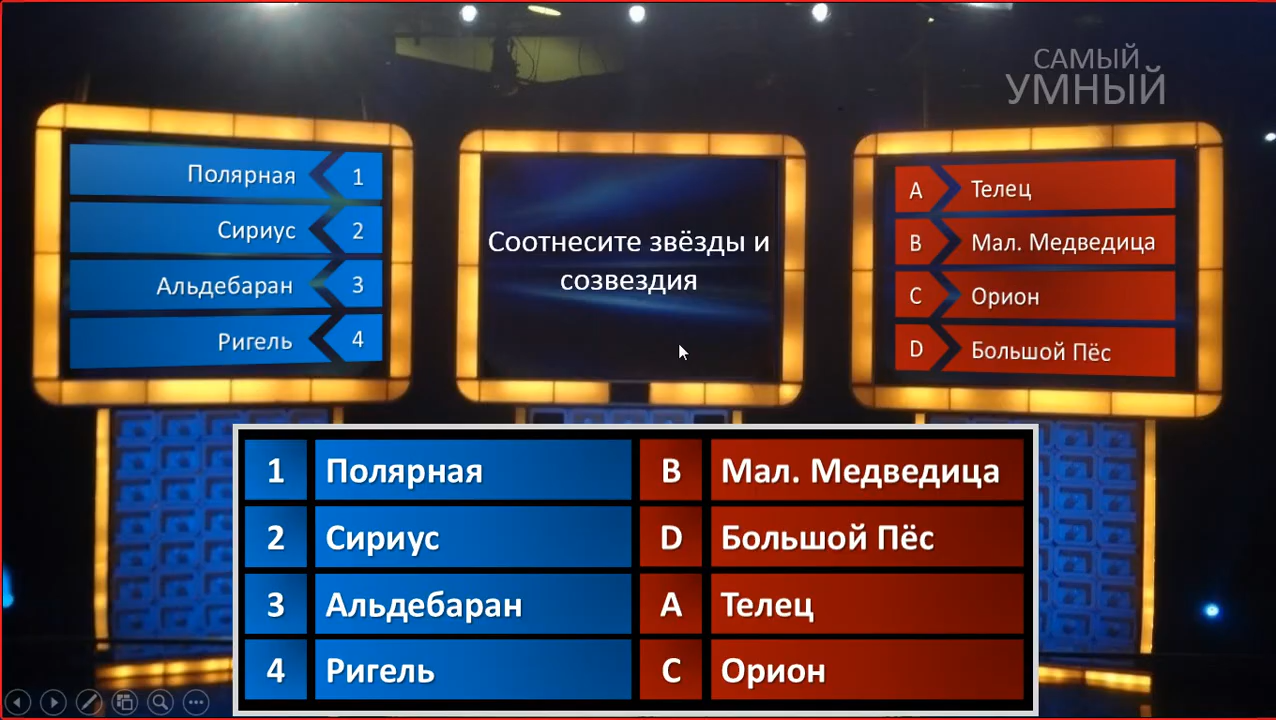 САМЫЙ
УМНЫЙ
Полярная 1
Сириус 2
Альдебаран 3
Ригель 4
Соотнесите звёзды и
созвездия
A Телец
B Мал. Медведица
C Орион
D Большой Пёс
1 Полярная B Мал. Медведица
2 Сириус D Большой Пёс
3 Альдебаран A Телец
4 Ригель C Орион